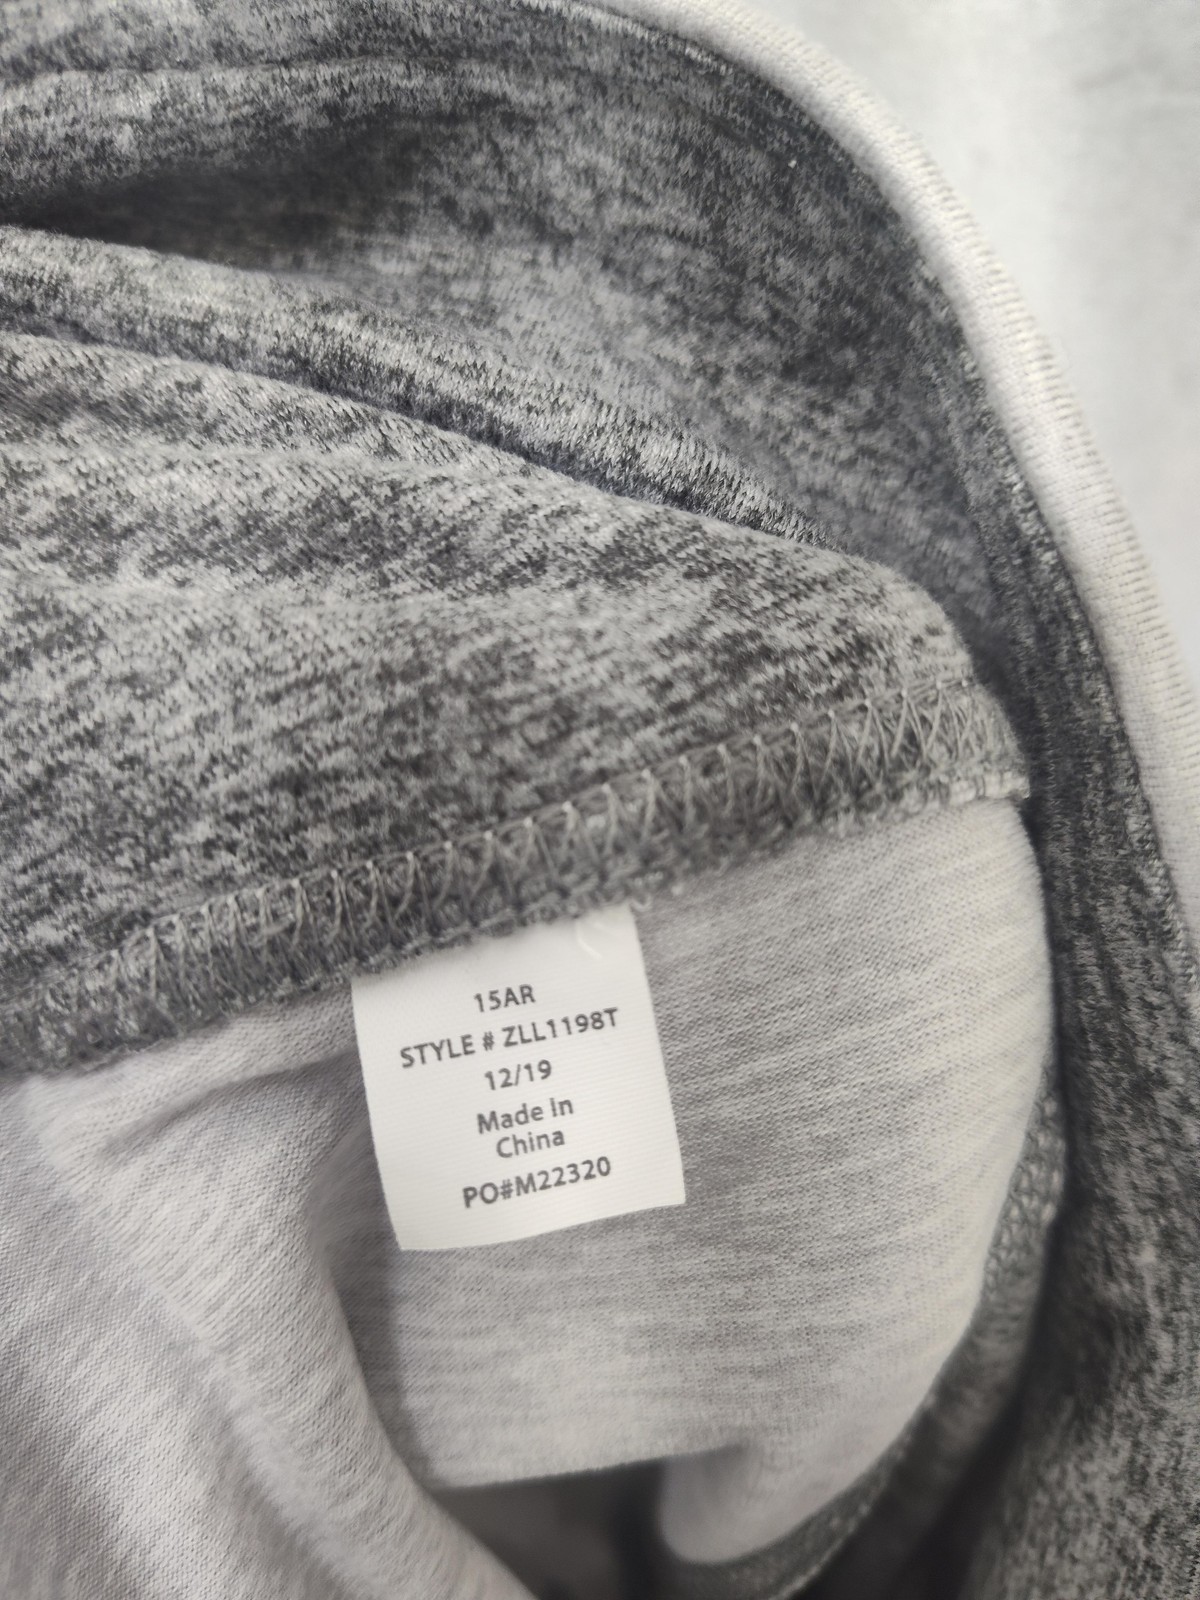 15AR
STYLE # ZLL1198T
12/19
Made in
China
PO#M22320